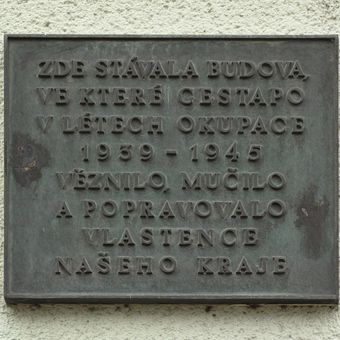 ZDE STÁVALA BUDOVA,
VE KTERÉ GESTAPO
V LÉTECH OKUPACE
1939 - 1945
VĚZNILO, MUČILO
A POPRAVOVALO
VLASTENCE
NAŠEHO KRAJE